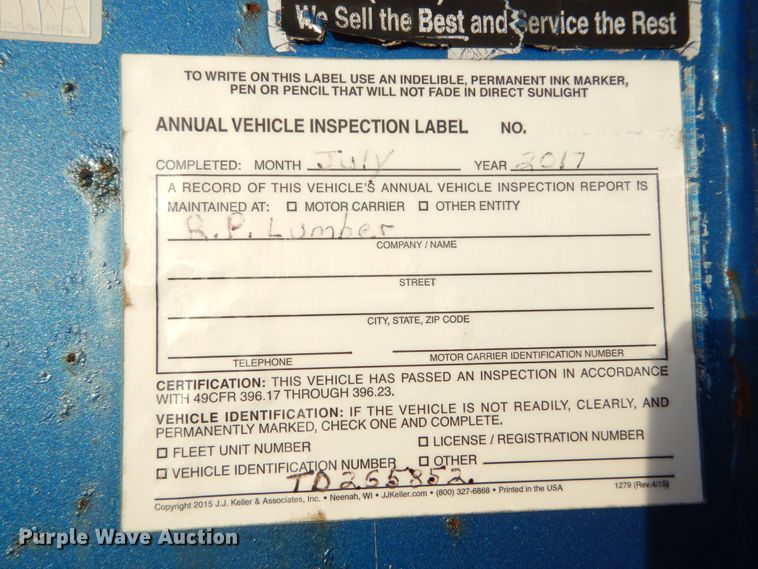 We Sell the Best and Service the Rest
TO WRITE ON THIS LABEL USE AN INDELIBLE, PERMANENT INK MARKER,
PEN OR PENCIL THAT WILL NOT FADE IN DIRECT SUNLIGHT
ANNUAL VEHICLE INSPECTION LABEL NO.
COMPLETED: MONTH July YEAR 2017
A RECORD OF THIS VEHICLE'S ANNUAL VEHICLE INSPECTION REPORT IS
MAINTAINED AT: ☐ MOTOR CARRIER ☐ OTHER ENTITY
R.P. Lumber
COMPANY / NAME
STREET
CITY, STATE, ZIP CODE
TELEPHONE MOTOR CARRIER IDENTIFICATION NUMBER
CERTIFICATION: THIS VEHICLE HAS PASSED AN INSPECTION IN ACCORDANCE
WITH 49CFR 396.17 THROUGH 396.23.
VEHICLE IDENTIFICATION: IF THE VEHICLE IS NOT READILY, CLEARLY, AND
PERMANENTLY MARKED, CHECK ONE AND COMPLETE.
☐ FLEET UNIT NUMBER ☐ LICENSE / REGISTRATION NUMBER
☐ VEHICLE IDENTIFICATION NUMBER ☐ OTHER
TD255852.
Copyright 2015 J.J. Keller & Associates, Inc. • Neenah, WI • JJKeller.com • (800) 327-6868 • Printed in the USA 1279 (Rev.4/15)
Purple Wave Auction